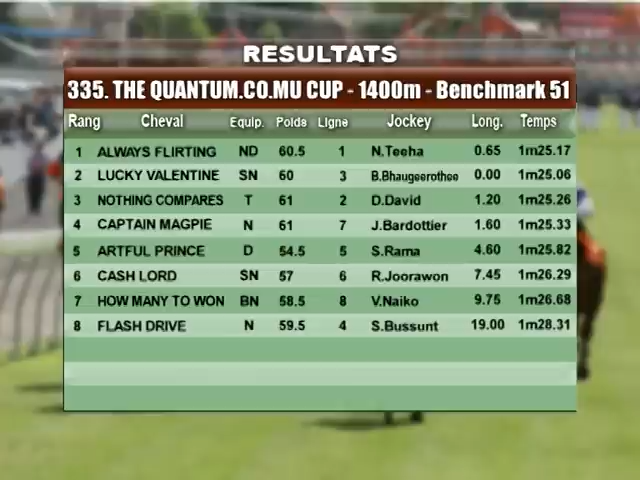 RESULTATS
335. THE QUANTUM.CO.MU CUP - 1400m - Benchmark 51
Rang Cheval Equip. Poids Ligne Jockey Long. Temps
1 ALWAYS FLIRTING ND 60.5 1 N.Teeha 0.65 1m25.17
2 LUCKY VALENTINE SN 60 3 B.Bhaugeerothee 0.00 1m25.06
3 NOTHING COMPARES T 61 2 D.David 1.20 1m25.26
4 CAPTAIN MAGPIE N 61 7 J.Bardottier 1.60 1m25.33
5 ARTFUL PRINCE D 54.5 5 S.Rama 4.60 1m25.82
6 CASH LORD SN 57 6 R.Joorawon 7.45 1m26.29
7 HOW MANY TO WON BN 58.5 8 V.Naiko 9.75 1m26.68
8 FLASH DRIVE N 59.5 4 S.Bussunt 19.00 1m28.31